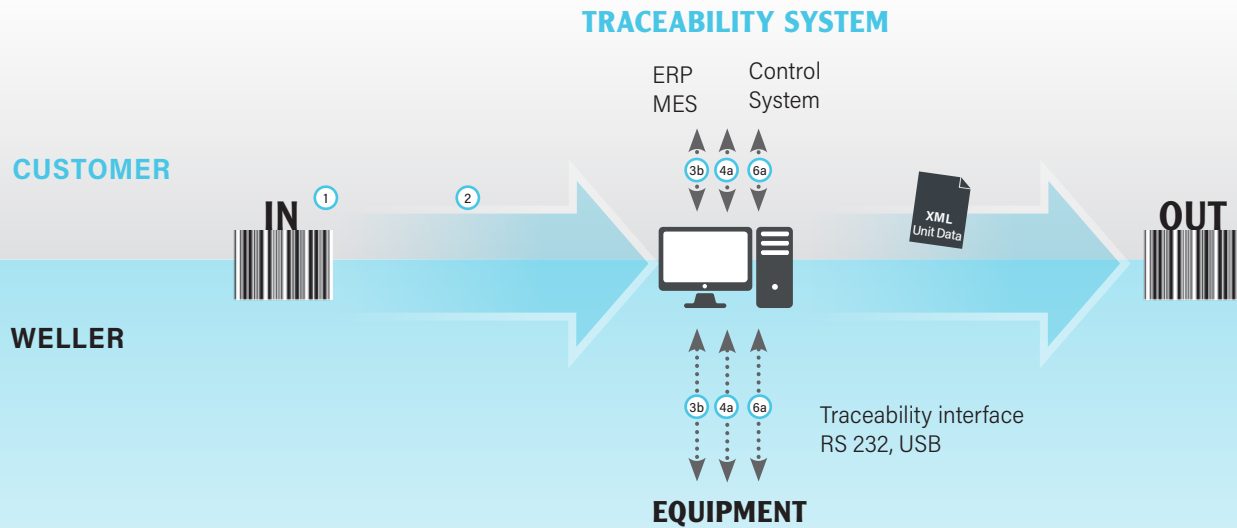 TRACEABILITY SYSTEM
ERP
MES
Control
System
CUSTOMER
3b
4a
6a
IN
1
2
XML
Unit Data
OUT
WELLER
3b
4a
6a
Traceability interface
RS 232, USB
EQUIPMENT